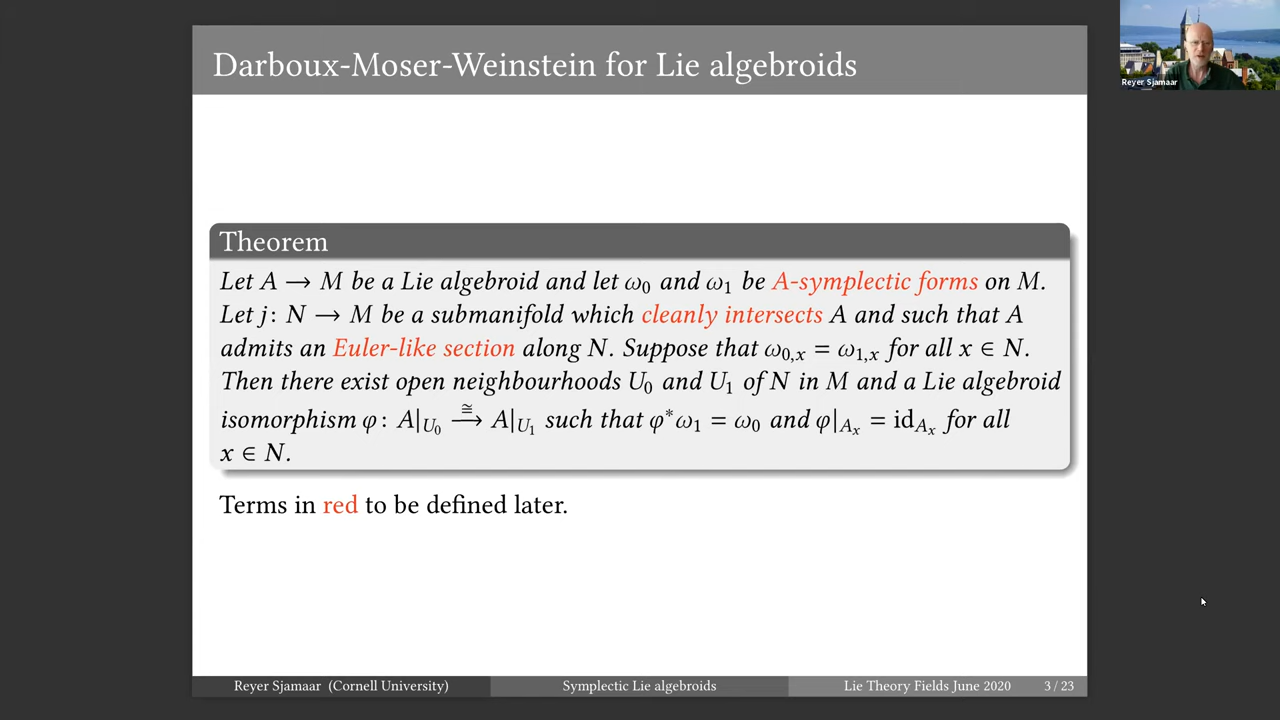 Darboux-Moser-Weinstein for Lie algebroids
Reyer Sjamaar
Theorem
Let A → M be a Lie algebroid and let ω₀ and ω₁ be A-symplectic forms on M.
Let j: N → M be a submanifold which cleanly intersects A and such that A
admits an Euler-like section along N. Suppose that ω₀,ₓ = ω₁,ₓ for all x ∈ N.
Then there exist open neighbourhoods U₀ and U₁ of N in M and a Lie algebroid
isomorphism φ: A|_{U₀} ≅⟶ A|_{U₁} such that φ*ω₁ = ω₀ and φ|_{Aₓ} = id_{Aₓ} for all
x ∈ N.
Terms in red to be defined later.
Reyer Sjamaar (Cornell University) Symplectic Lie algebroids Lie Theory Fields June 2020 3 / 23